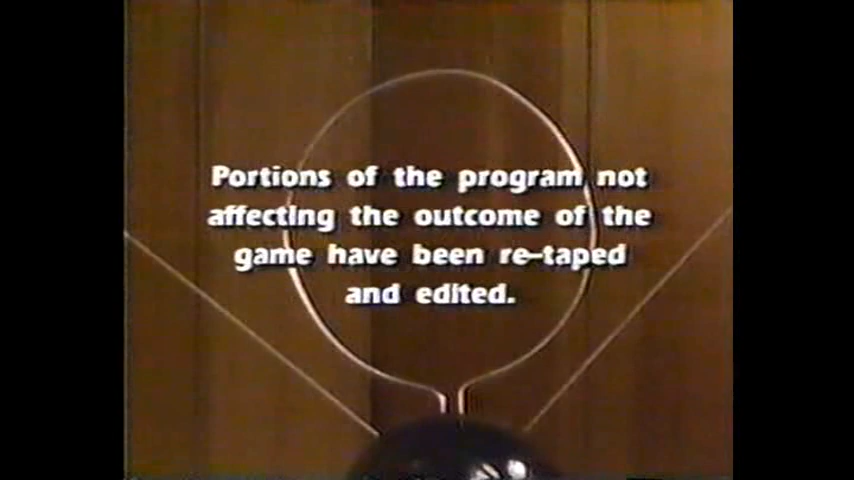 Portions of the program not
affecting the outcome of the
game have been re-taped
and edited.